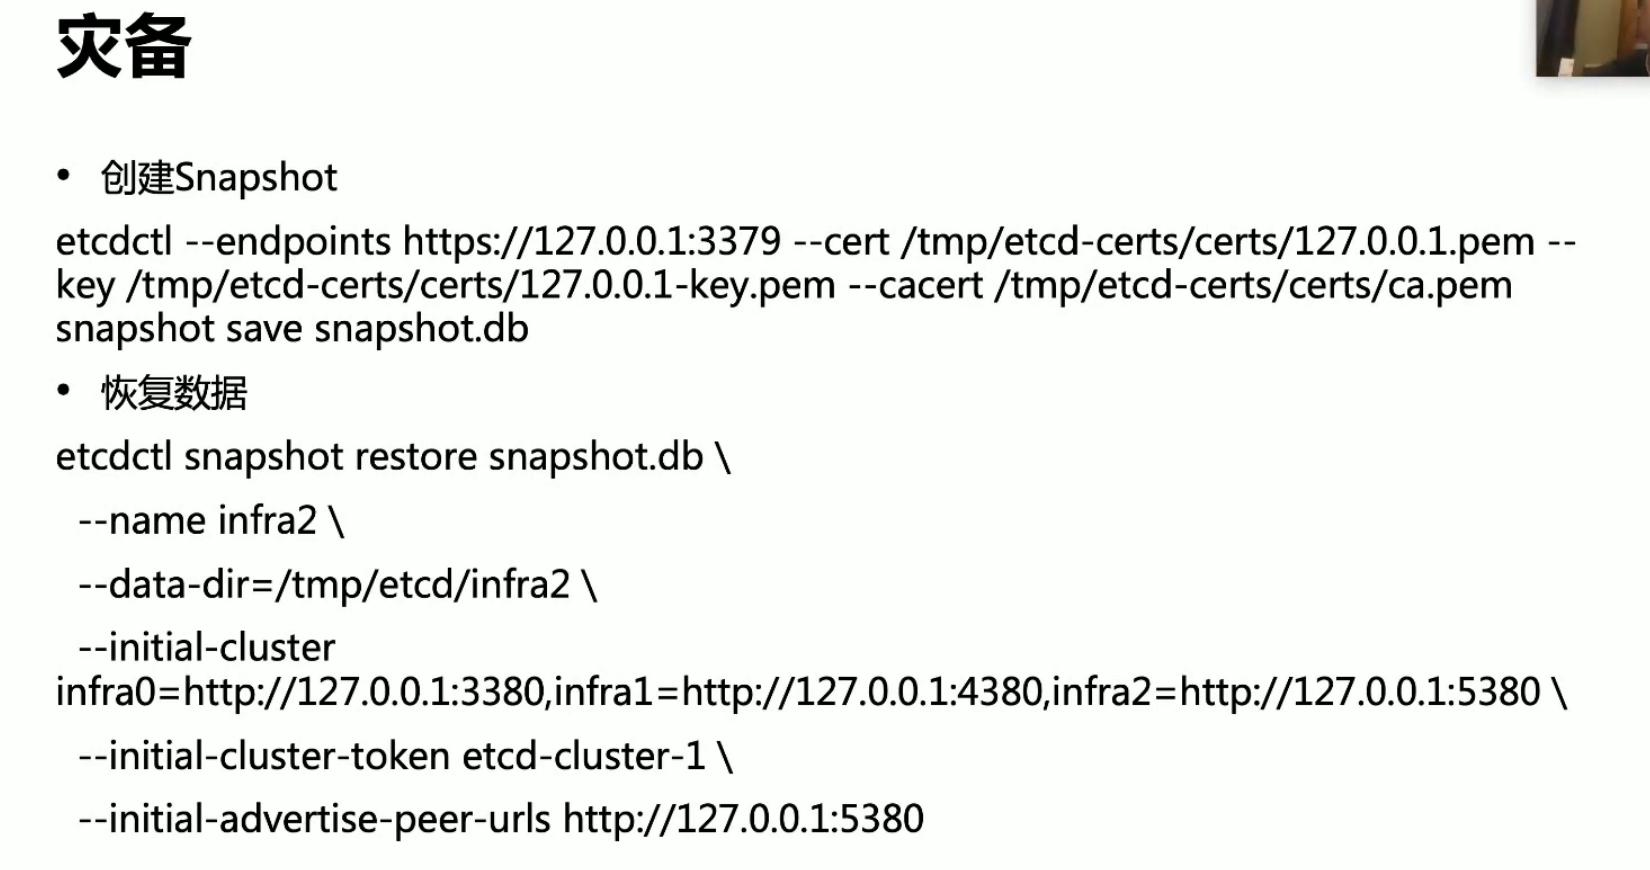 灾备
• 创建Snapshot
etcdctl --endpoints https://127.0.0.1:3379 --cert /tmp/etcd-certs/certs/127.0.0.1.pem --
key /tmp/etcd-certs/certs/127.0.0.1-key.pem --cacert /tmp/etcd-certs/certs/ca.pem
snapshot save snapshot.db
• 恢复数据
etcdctl snapshot restore snapshot.db \
--name infra2 \
--data-dir=/tmp/etcd/infra2 \
--initial-cluster
infra0=http://127.0.0.1:3380,infra1=http://127.0.0.1:4380,infra2=http://127.0.0.1:5380 \
--initial-cluster-token etcd-cluster-1 \
--initial-advertise-peer-urls http://127.0.0.1:5380